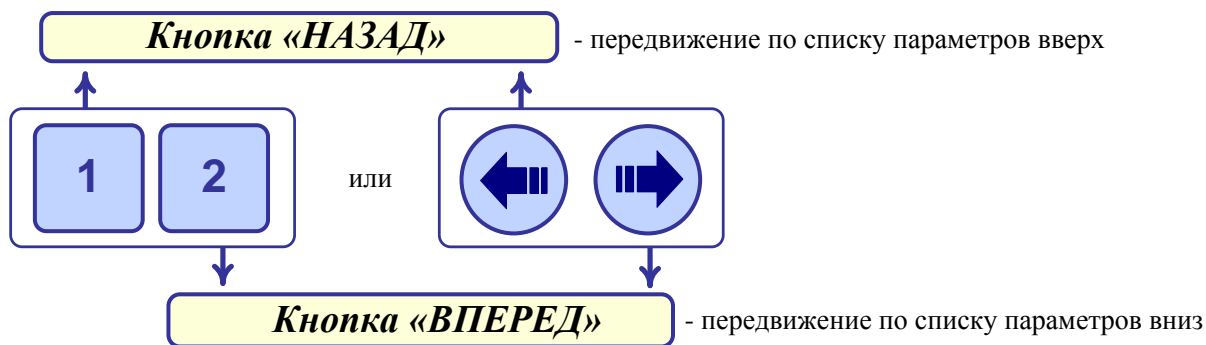 Кнопка «НАЗАД» - передвижение по списку параметров вверх
1 2 или
Кнопка «ВПЕРЕД» - передвижение по списку параметров вниз